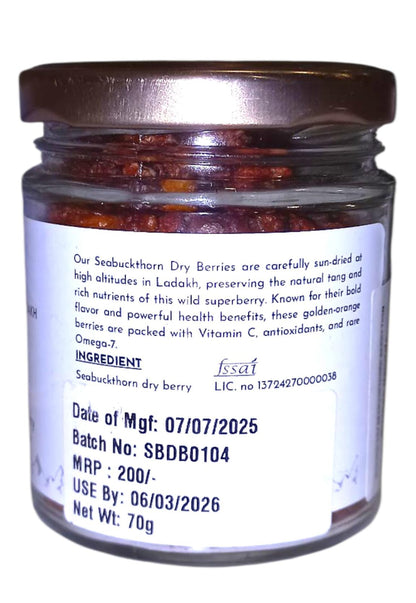 Our Seabuckthorn Dry Berries are carefully sun-dried at
high altitudes in Ladakh, preserving the natural tang and
rich nutrients of this wild superberry. Known for their bold
flavor and powerful health benefits, these golden-orange
berries are packed with Vitamin C, antioxidants, and rare
Omega-7.
INGREDIENT
Seabuckthorn dry berry
fssai
LIC. no 13724270000038
Date of Mgf: 07/07/2025
Batch No: SBDB0104
MRP : 200/-
USE By: 06/03/2026
Net Wt: 70g